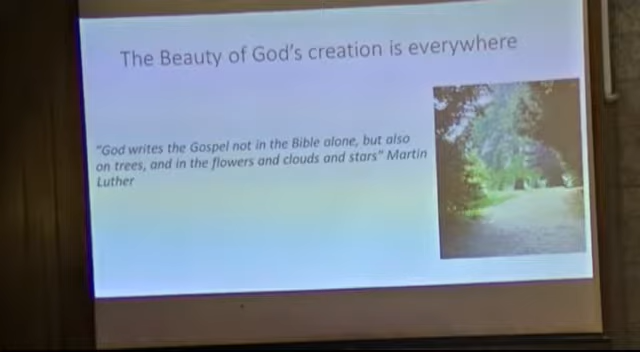 The Beauty of God's creation is everywhere
"God writes the Gospel not in the Bible alone, but also
on trees, and in the flowers and clouds and stars" Martin
Luther